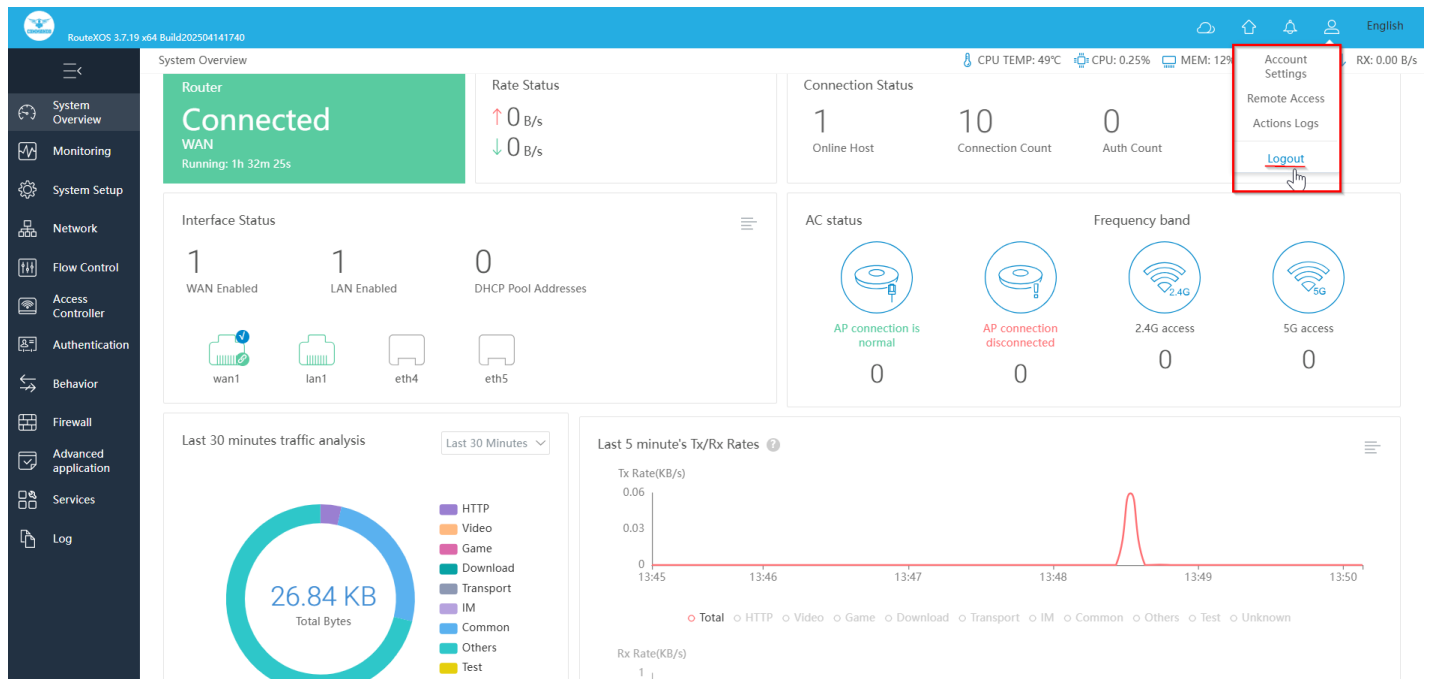 COMMANDO
RouteXOS 3.7.19 x64 Build202504141740
English
System Overview
CPU TEMP: 49℃
CPU: 0.25%
MEM: 12%
RX: 0.00 B/s
Account
Settings
Remote Access
Actions Logs
Logout
System
Overview
Monitoring
System Setup
Network
Flow Control
Access
Controller
Authentication
Behavior
Firewall
Advanced
application
Services
Log
Router
Connected
WAN
Running: 1h 32m 25s
Rate Status
↑ 0 B/s
↓ 0 B/s
Connection Status
1 10 0
Online Host Connection Count Auth Count
Interface Status
1 1 0
WAN Enabled LAN Enabled DHCP Pool Addresses
wan1 lan1 eth4 eth5
AC status
Frequency band
2.4G 5G
AP connection is
normal
0
AP connection
disconnected
0
2.4G access
0
5G access
0
Last 30 minutes traffic analysis
Last 30 Minutes
26.84 KB
Total Bytes
HTTP
Video
Game
Download
Transport
IM
Common
Others
Test
Last 5 minute's Tx/Rx Rates ?
Tx Rate(KB/s)
0.06
0.03
0
13:45 13:46 13:47 13:48 13:49 13:50
Total HTTP Video Game Download Transport IM Common Others Test Unknown
Rx Rate(KB/s)
1